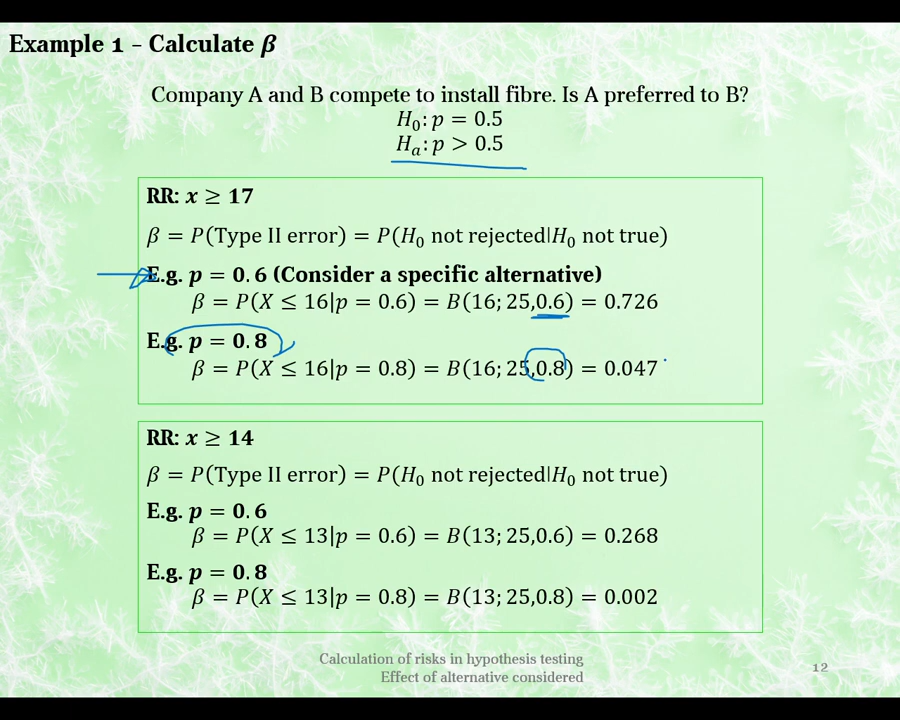 Example 1 – Calculate β
Company A and B compete to install fibre. Is A preferred to B?
H₀: p = 0.5
Hₐ: p > 0.5
RR: x ≥ 17
β = P(Type II error) = P(H₀ not rejected|H₀ not true)
E.g. p = 0.6 (Consider a specific alternative)
β = P(X ≤ 16|p = 0.6) = B(16; 25,0.6) = 0.726
E.g. p = 0.8
β = P(X ≤ 16|p = 0.8) = B(16; 25,0.8) = 0.047
RR: x ≥ 14
β = P(Type II error) = P(H₀ not rejected|H₀ not true)
E.g. p = 0.6
β = P(X ≤ 13|p = 0.6) = B(13; 25,0.6) = 0.268
E.g. p = 0.8
β = P(X ≤ 13|p = 0.8) = B(13; 25,0.8) = 0.002
Calculation of risks in hypothesis testing
Effect of alternative considered
12